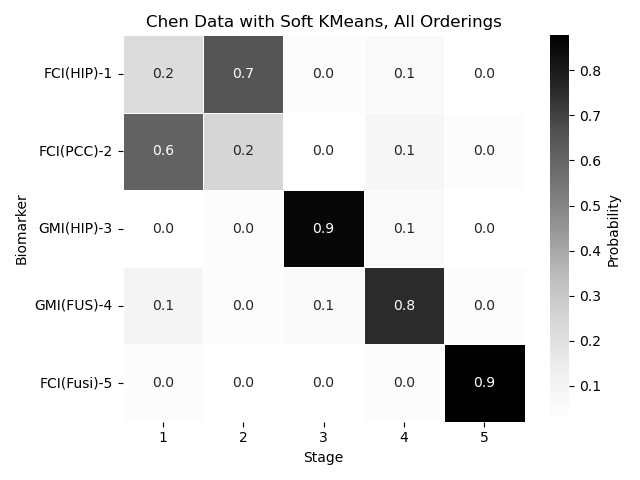 Chen Data with Soft KMeans, All Orderings
FCI(HIP)-1 0.2 0.7 0.0 0.1 0.0
FCI(PCC)-2 0.6 0.2 0.0 0.1 0.0
GMI(HIP)-3 0.0 0.0 0.9 0.1 0.0
GMI(FUS)-4 0.1 0.0 0.1 0.8 0.0
FCI(Fusi)-5 0.0 0.0 0.0 0.0 0.9
1 2 3 4 5
Stage
Biomarker
0.8
0.7
0.6
0.5
0.4
0.3
0.2
0.1
Probability